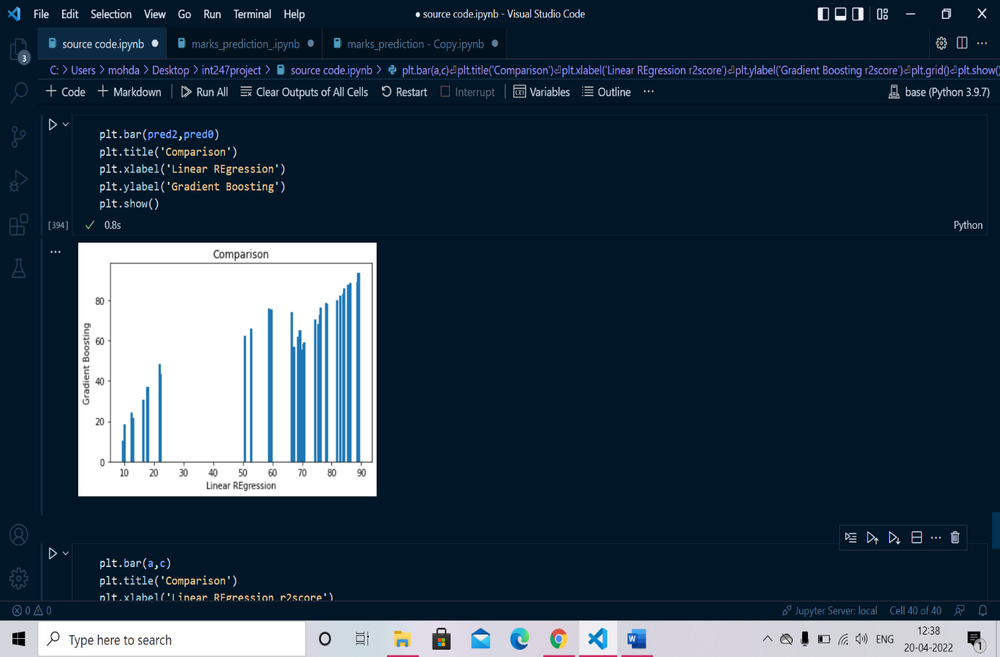 File Edit Selection View Go Run Terminal Help
● source code.ipynb - Visual Studio Code
source code.ipynb ●
marks_prediction_.ipynb ●
marks_prediction - Copy.ipynb ●
3
C: > Users > mohda > Desktop > int247project > source code.ipynb > plt.bar(a,c)⏎plt.title('Comparison')⏎plt.xlabel('Linear REgression r2score')⏎plt.ylabel('Gradient Boosting r2score')⏎plt.grid()⏎plt.show()
+ Code + Markdown | Run All Clear Outputs of All Cells Restart Interrupt | Variables Outline ...
base (Python 3.9.7)
plt.bar(pred2,pred0)
plt.title('Comparison')
plt.xlabel('Linear REgression')
plt.ylabel('Gradient Boosting')
plt.show()
[394] ✓ 0.8s
Python
...
Comparison
Gradient Boosting
80
60
40
20
0
10 20 30 40 50 60 70 80 90
Linear REgression
plt.bar(a,c)
plt.title('Comparison')
plt.xlabel('Linear REgression r2score')
0 0
Jupyter Server: local Cell 40 of 40
Type here to search
ENG
12:38
20-04-2022
1